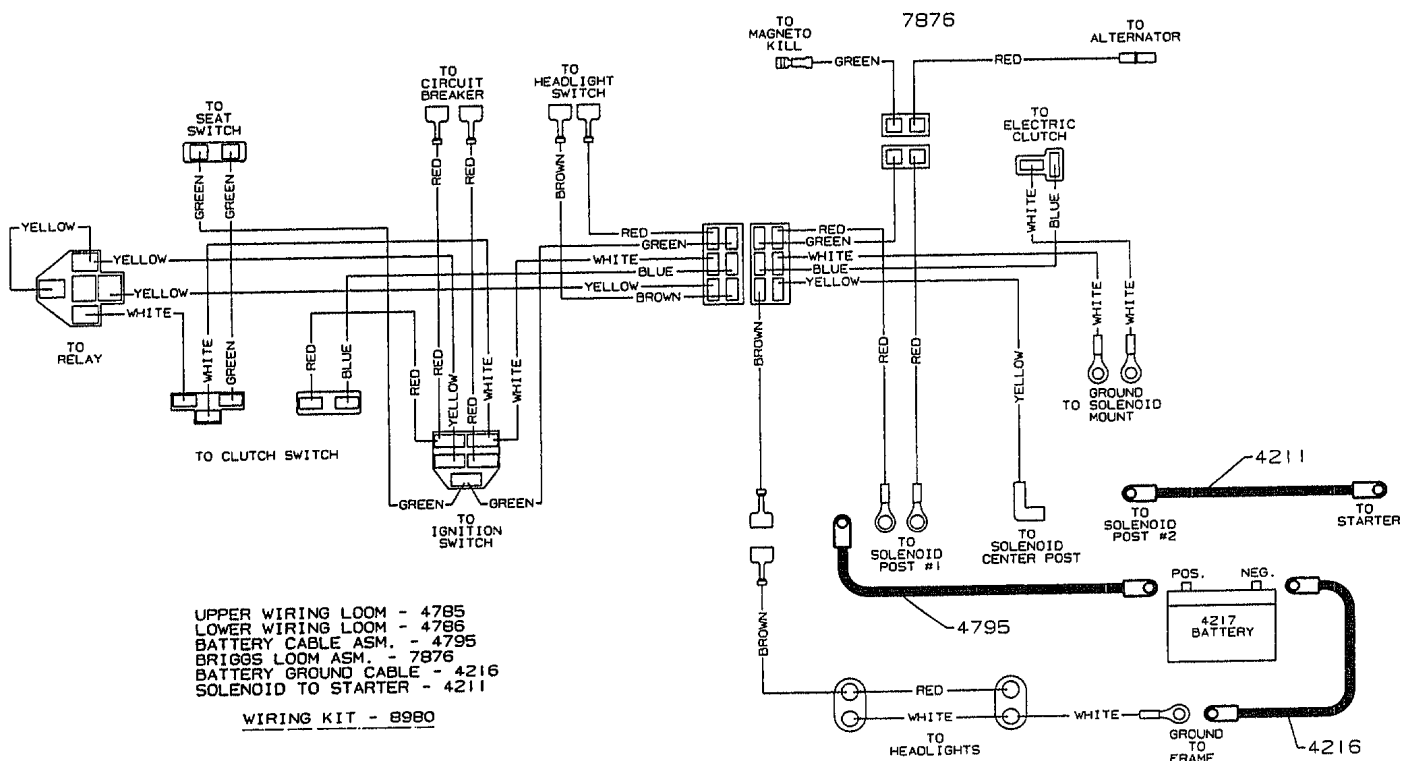 7876
TO
MAGNETO
KILL
GREEN
RED
TO
ALTERNATOR
TO
CIRCUIT
BREAKER
TO
HEADLIGHT
SWITCH
TO
SEAT
SWITCH
TO
ELECTRIC
CLUTCH
GREEN
GREEN
RED
RED
BROWN
WHITE
BLUE
YELLOW
YELLOW
YELLOW
WHITE
TO
RELAY
RED
GREEN
WHITE
BLUE
YELLOW
BROWN
RED
GREEN
WHITE
BLUE
YELLOW
WHITE
GREEN
RED
BLUE
RED
RED
YELLOW
RED
WHITE
WHITE
BROWN
RED
RED
YELLOW
WHITE
WHITE
GROUND
TO SOLENOID
MOUNT
TO CLUTCH SWITCH
GREEN
GREEN
TO
IGNITION
SWITCH
TO
SOLENOID
POST #1
TO
SOLENOID
CENTER POST
4211
TO
SOLENOID
POST #2
TO
STARTER
4795
POS.
NEG.
4217
BATTERY
UPPER WIRING LOOM - 4785
LOWER WIRING LOOM - 4786
BATTERY CABLE ASM. - 4795
BRIGGS LOOM ASM. - 7876
BATTERY GROUND CABLE - 4216
SOLENOID TO STARTER - 4211
WIRING KIT - 8980
BROWN
RED
WHITE
WHITE
TO
HEADLIGHTS
GROUND
TO
FRAME
4216